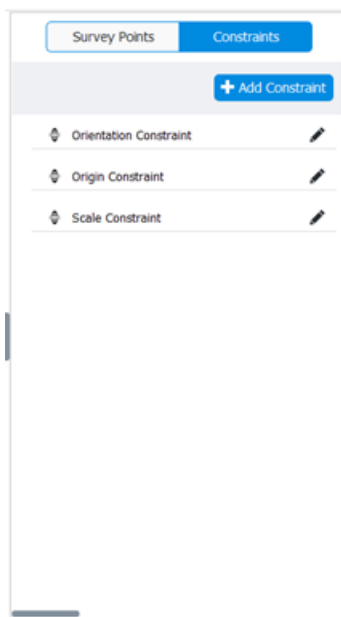 Survey Points Constraints
Add Constraint
Orientation Constraint
Origin Constraint
Scale Constraint